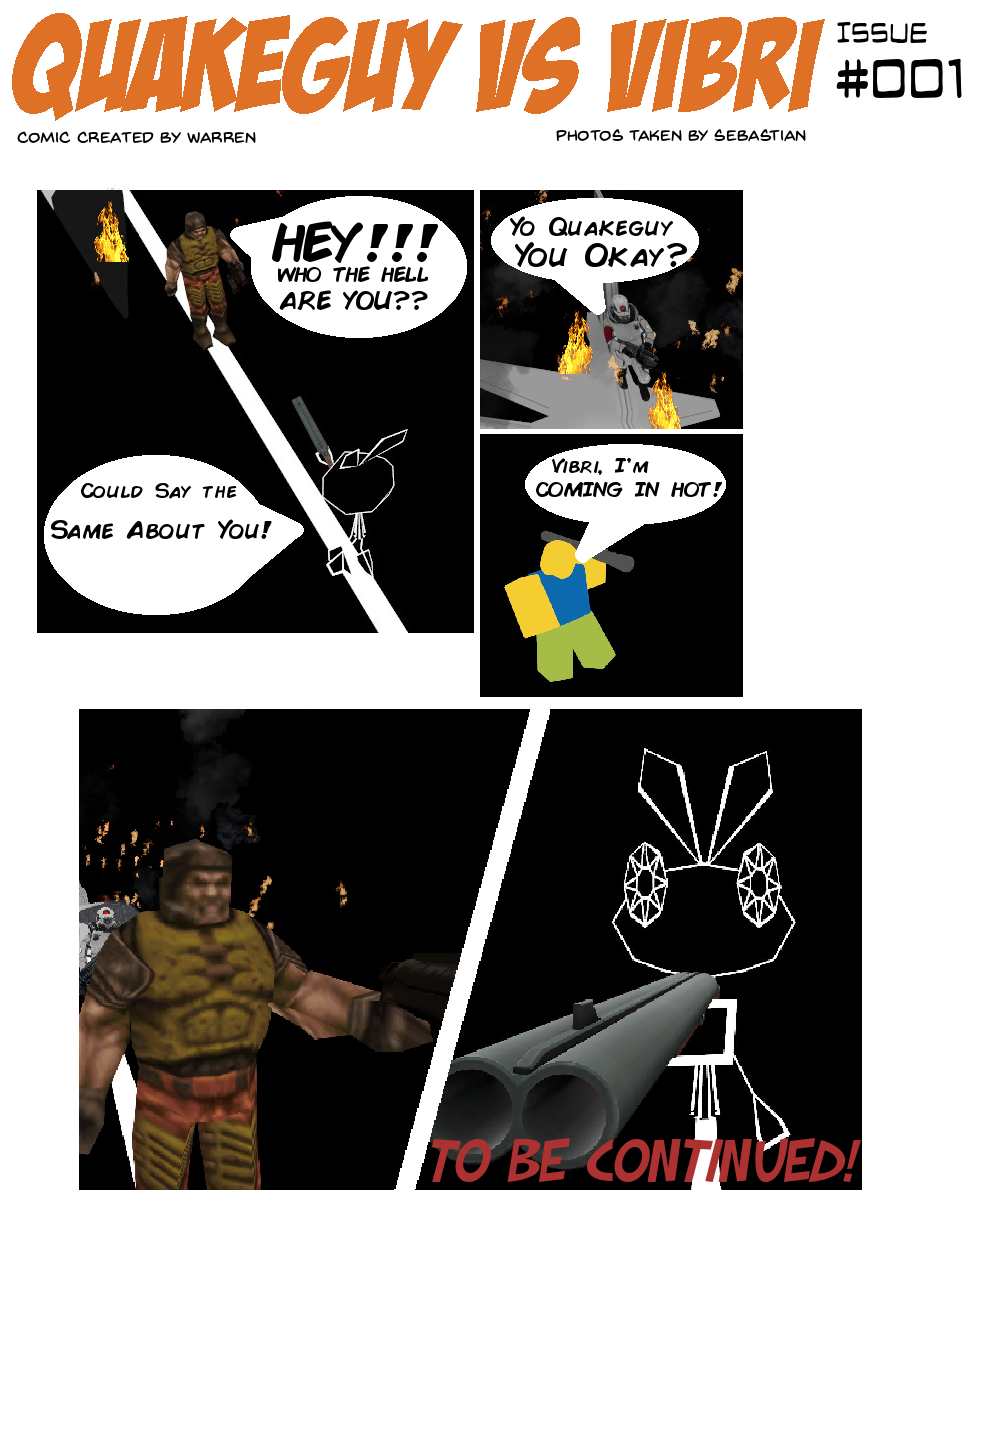 QUAKEGUY VS VIBRI
ISSUE
#001
COMIC CREATED BY WARREN
PHOTOS TAKEN BY SEBASTIAN
HEY!!!
WHO THE HELL
ARE YOU??
COULD SAY THE
SAME ABOUT YOU!
YO QUAKEGUY
YOU OKAY?
VIBRI, I'M
COMING IN HOT!
TO BE CONTINUED!